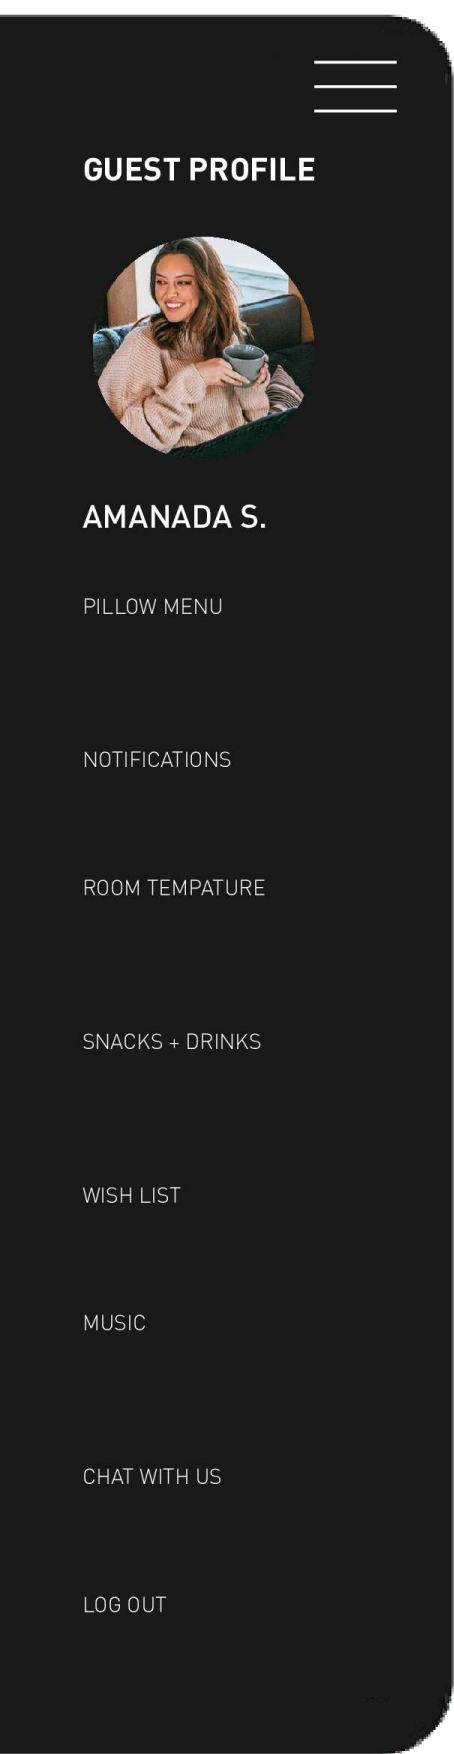 GUEST PROFILE
AMANADA S.
PILLOW MENU
NOTIFICATIONS
ROOM TEMPATURE
SNACKS + DRINKS
WISH LIST
MUSIC
CHAT WITH US
LOG OUT